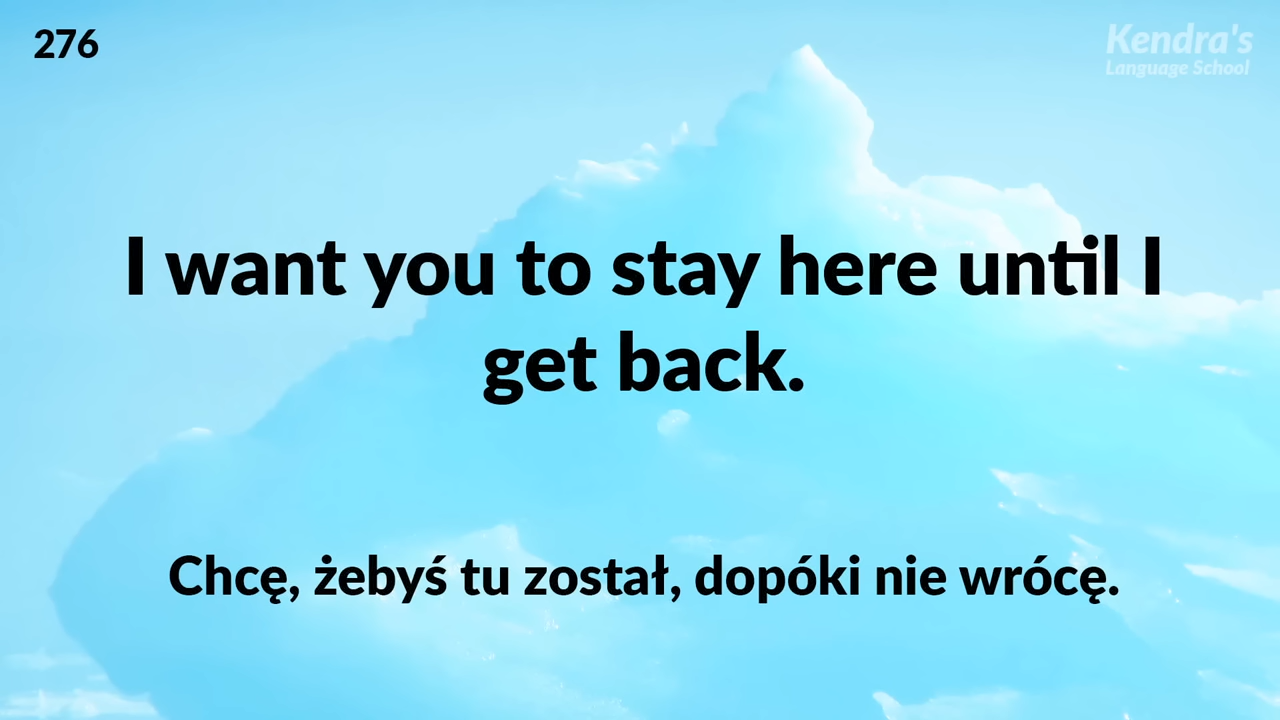 276
Kendra's
Language School
I want you to stay here until I
get back.
Chcę, żebyś tu został, dopóki nie wrócę.